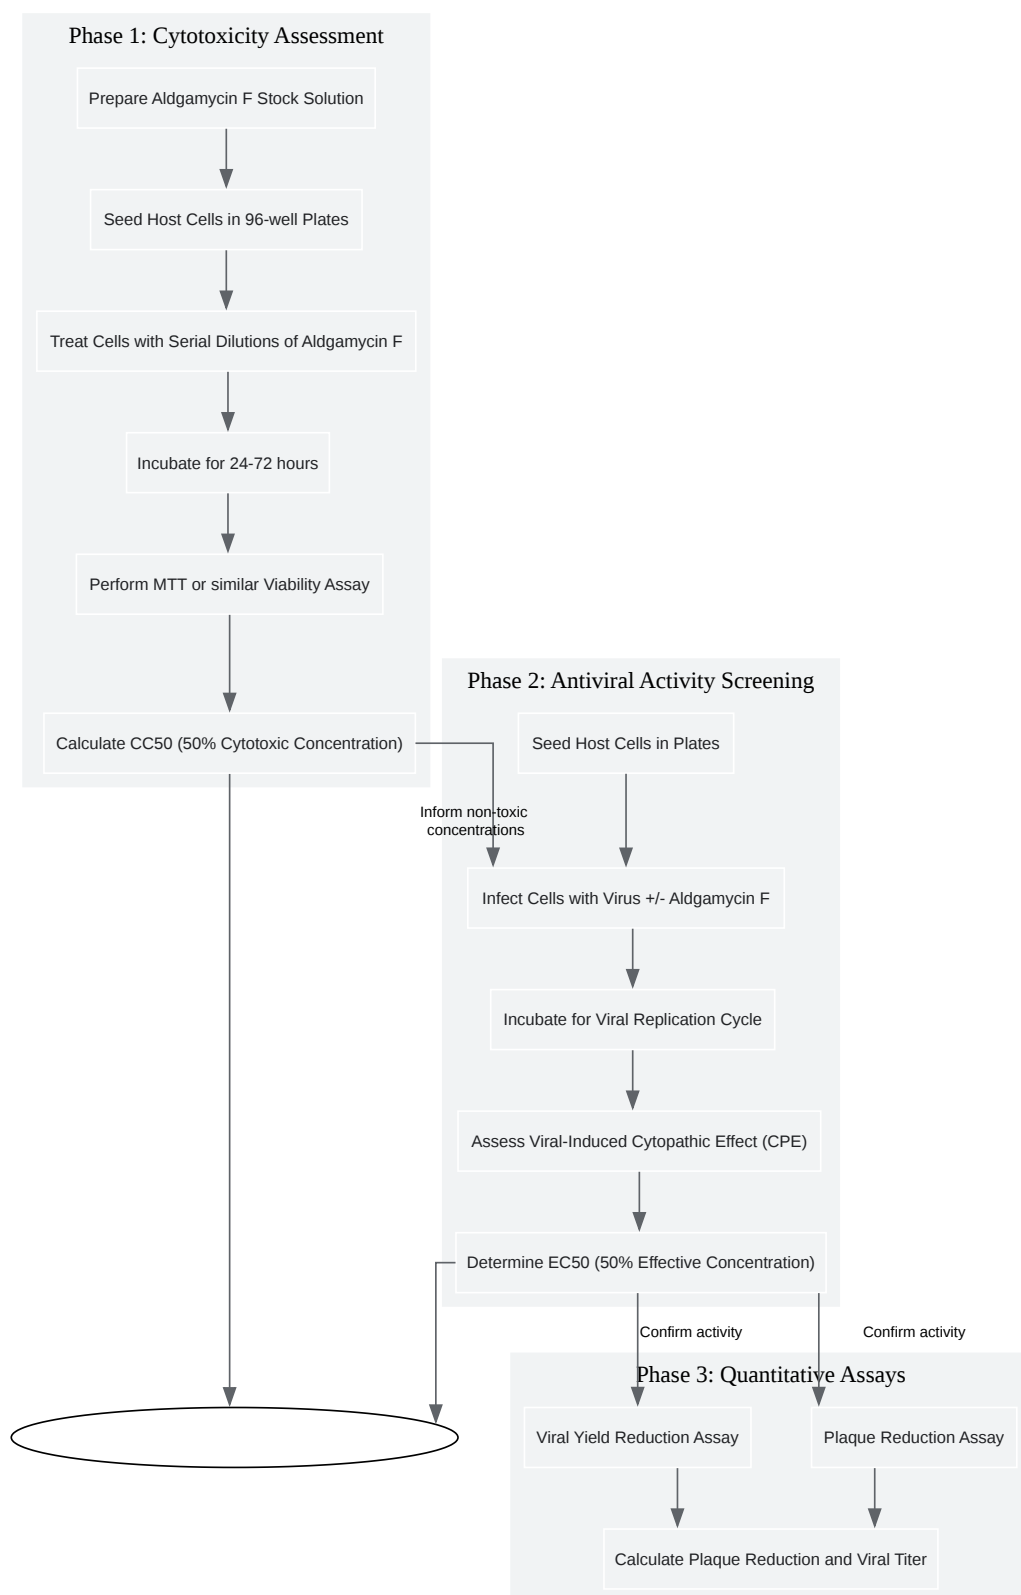 Phase 1: Cytotoxicity Assessment
Prepare Aldgamycin F Stock Solution
Seed Host Cells in 96-well Plates
Treat Cells with Serial Dilutions of Aldgamycin F
Incubate for 24-72 hours
Perform MTT or similar Viability Assay
Calculate CC50 (50% Cytotoxic Concentration)
Phase 2: Antiviral Activity Screening
Seed Host Cells in Plates
Inform non-toxic
concentrations
Infect Cells with Virus +/- Aldgamycin F
Incubate for Viral Replication Cycle
Assess Viral-Induced Cytopathic Effect (CPE)
Determine EC50 (50% Effective Concentration)
Confirm activity
Confirm activity
Phase 3: Quantitative Assays
Viral Yield Reduction Assay
Plaque Reduction Assay
Calculate Plaque Reduction and Viral Titer